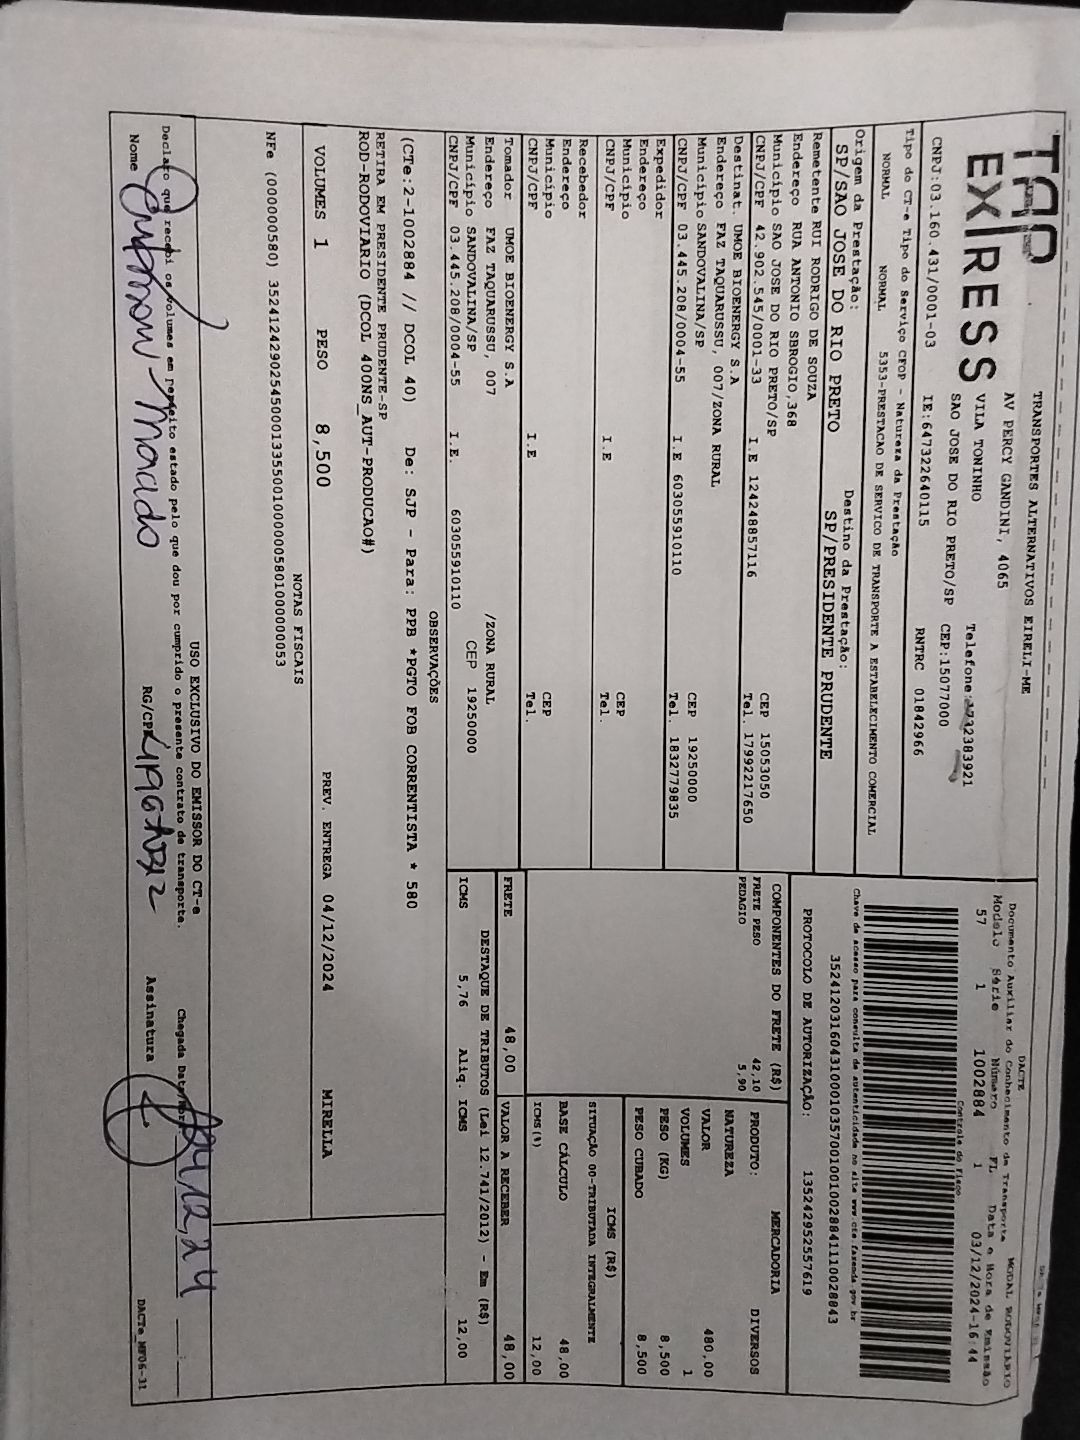 TAP
EX/RESS
TRANSPORTES ALTERNATIVOS EIRELI-ME
AV PERCY GANDINI, 4065
VILA TONINHO
SAO JOSE DO RIO PRETO/SP CEP:15077000
CNPJ:03.160.431/0001-03 IE:647322640115 RNTRC 01842966
DACTE
Documento Auxiliar do Conhecimento de Transporte MODAL RODOVIARIO
Modelo Série Número FL Data e Hora de Emissão
57 1 1002884 1 03/12/2024-16:44
Controle do Fisco
Chave de acesso para consulta de autenticidade no site www.cte.fazenda.gov.br
PROTOCOLO DE AUTORIZAÇÃO: 135242952557619
Tipo do CT-e Tipo do Serviço CFOP - Natureza da Prestação
NORMAL NORMAL 5353-PRESTACAO DE SERVICO DE TRANSPORTE A ESTABELECIMENTO COMERCIAL
Origem da Prestação: Destino da Prestação:
SP/SAO JOSE DO RIO PRETO SP/PRESIDENTE PRUDENTE
Remetente RUI RODRIGO DE SOUZA
Endereço RUA ANTONIO SBROGIO,368
Município SAO JOSE DO RIO PRETO/SP CEP 15053050
CNPJ/CPF 42.902.545/0001-33 I.E 124248857116 Tel. 17992217650
Destinat. UMOE BIOENERGY S.A
Endereço FAZ TAQUARUSSU, 007/ZONA RURAL
Município SANDOVALINA/SP CEP 19250000
CNPJ/CPF 03.445.208/0004-55 I.E 603055910110 Tel. 1832779835
Expedidor
Endereço
Município CEP
CNPJ/CPF I.E Tel.
Recebedor
Endereço
Município CEP
CNPJ/CPF I.E Tel.
Tomador UMOE BIOENERGY S.A
Endereço FAZ TAQUARUSSU, 007 /ZONA RURAL
Município SANDOVALINA/SP CEP 19250000
CNPJ/CPF 03.445.208/0004-55 I.E. 603055910110
COMPONENTES DO FRETE (R$)
FRETE PESO 42,10
PEDAGIO 5,90
FRETE 48,00
MERCADORIA
PRODUTO: DIVERSOS
NATUREZA
VALOR 480,00
VOLUMES 1
PESO (KG) 8,500
PESO CUBADO 8,500
ICMS (R$)
SITUAÇÃO 00-TRIBUTADA INTEGRALMENTE
BASE CÁLCULO 48,00
ICMS(%) 12,00
VALOR A RECEBER 48,00
DESTAQUE DE TRIBUTOS (Lei 12.741/2012) - Em (R$)
ICMS 5,76 Aliq. ICMS 12,00
OBSERVAÇÕES
(CTe:2-1002884 // DCOL 40) De: SJP - Para: PPB *PGTO FOB CORRENTISTA * 580
RETIRA EM PRESIDENTE PRUDENTE-SP
ROD-RODOVIARIO (DCOL 400NS_AUT-PRODUCAO#)
VOLUMES 1 PESO 8,500 PREV. ENTREGA 04/12/2024 MIRELLA
NOTAS FISCAIS
USO EXCLUSIVO DO EMISSOR DO CT-e
Declaro que recebi os volumes em perfeito estado pelo que dou por cumprido o presente contrato de transporte.
Nome RG/CPF Assinatura
04,12,24
DACTe_MF06-31